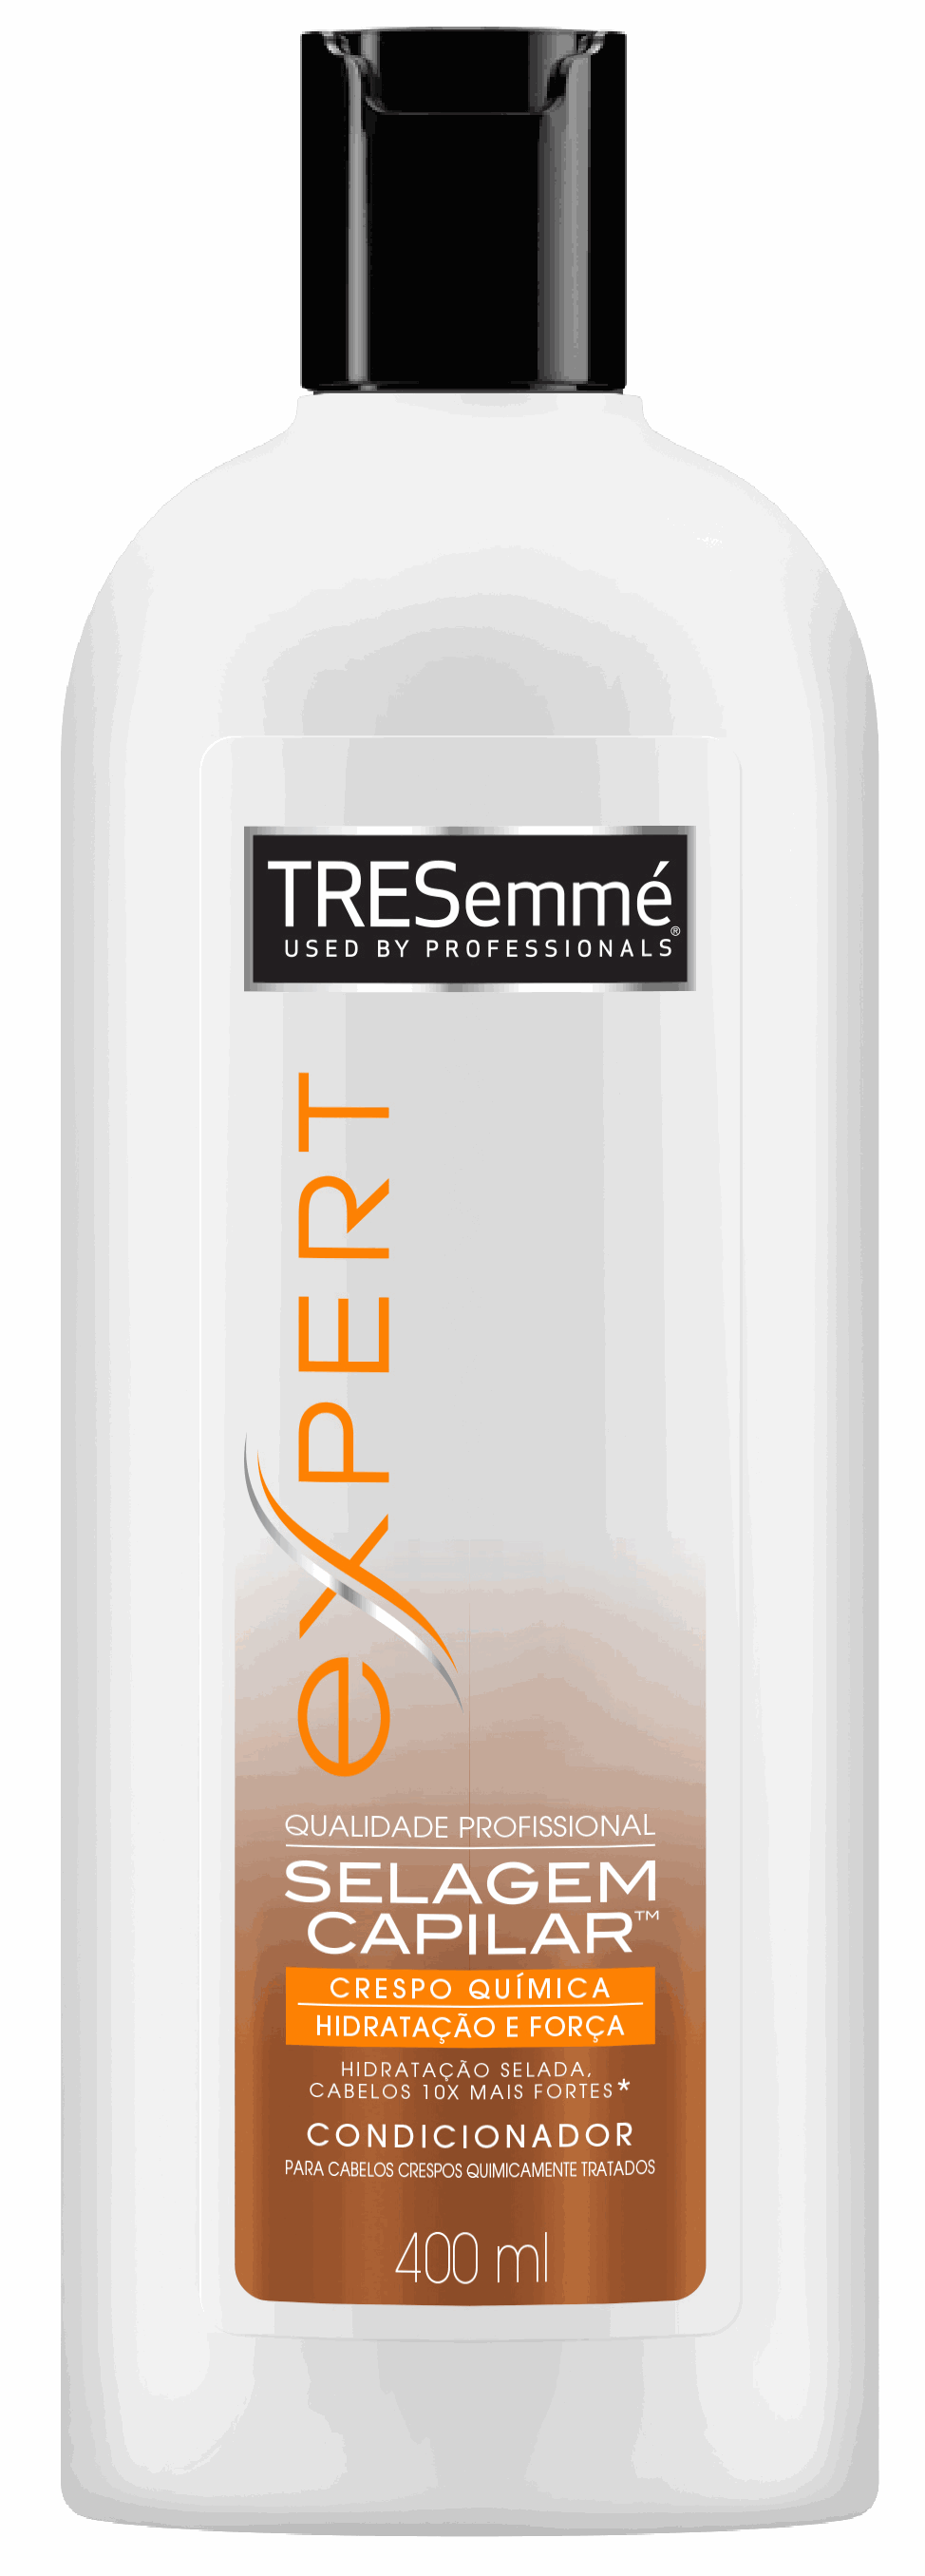 TRESemmé®
USED BY PROFESSIONALS
eXPERT
QUALIDADE PROFISSIONAL
SELAGEM
CAPILAR™
CRESPO QUÍMICA
HIDRATAÇÃO E FORÇA
HIDRATAÇÃO SELADA,
CABELOS 10X MAIS FORTES*
CONDICIONADOR
PARA CABELOS CRESPOS QUIMICAMENTE TRATADOS
400 ml